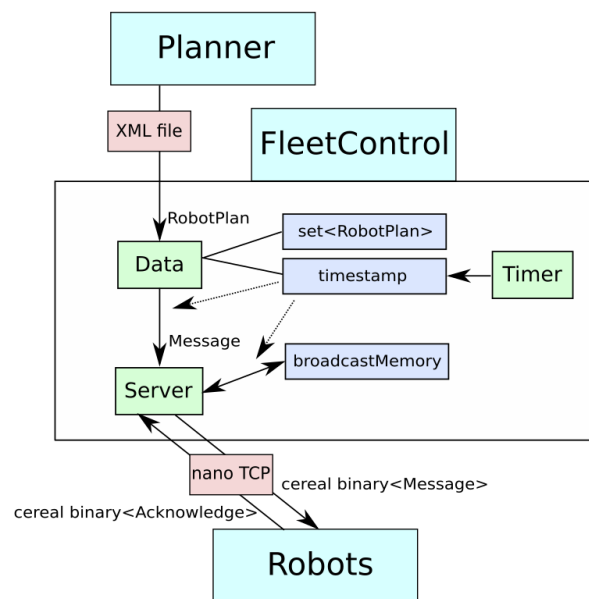 Planner
XML file
FleetControl
RobotPlan
set<RobotPlan>
Data
timestamp
Timer
Message
broadcastMemory
Server
nano TCP
cereal binary<Message>
cereal binary<Acknowledge>
Robots